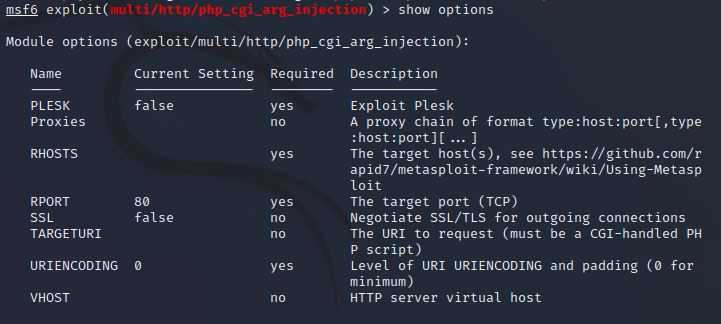 msf6 exploit(multi/http/php_cgi_arg_injection) > show options
Module options (exploit/multi/http/php_cgi_arg_injection):
Name Current Setting Required Description
---- --------------- -------- -----------
PLESK false yes Exploit Plesk
Proxies no A proxy chain of format type:host:port[,type
:host:port][ ... ]
RHOSTS yes The target host(s), see https://github.com/r
apid7/metasploit-framework/wiki/Using-Metasp
loit
RPORT 80 yes The target port (TCP)
SSL false no Negotiate SSL/TLS for outgoing connections
TARGETURI no The URI to request (must be a CGI-handled PH
P script)
URIENCODING 0 yes Level of URI URIENCODING and padding (0 for
minimum)
VHOST no HTTP server virtual host